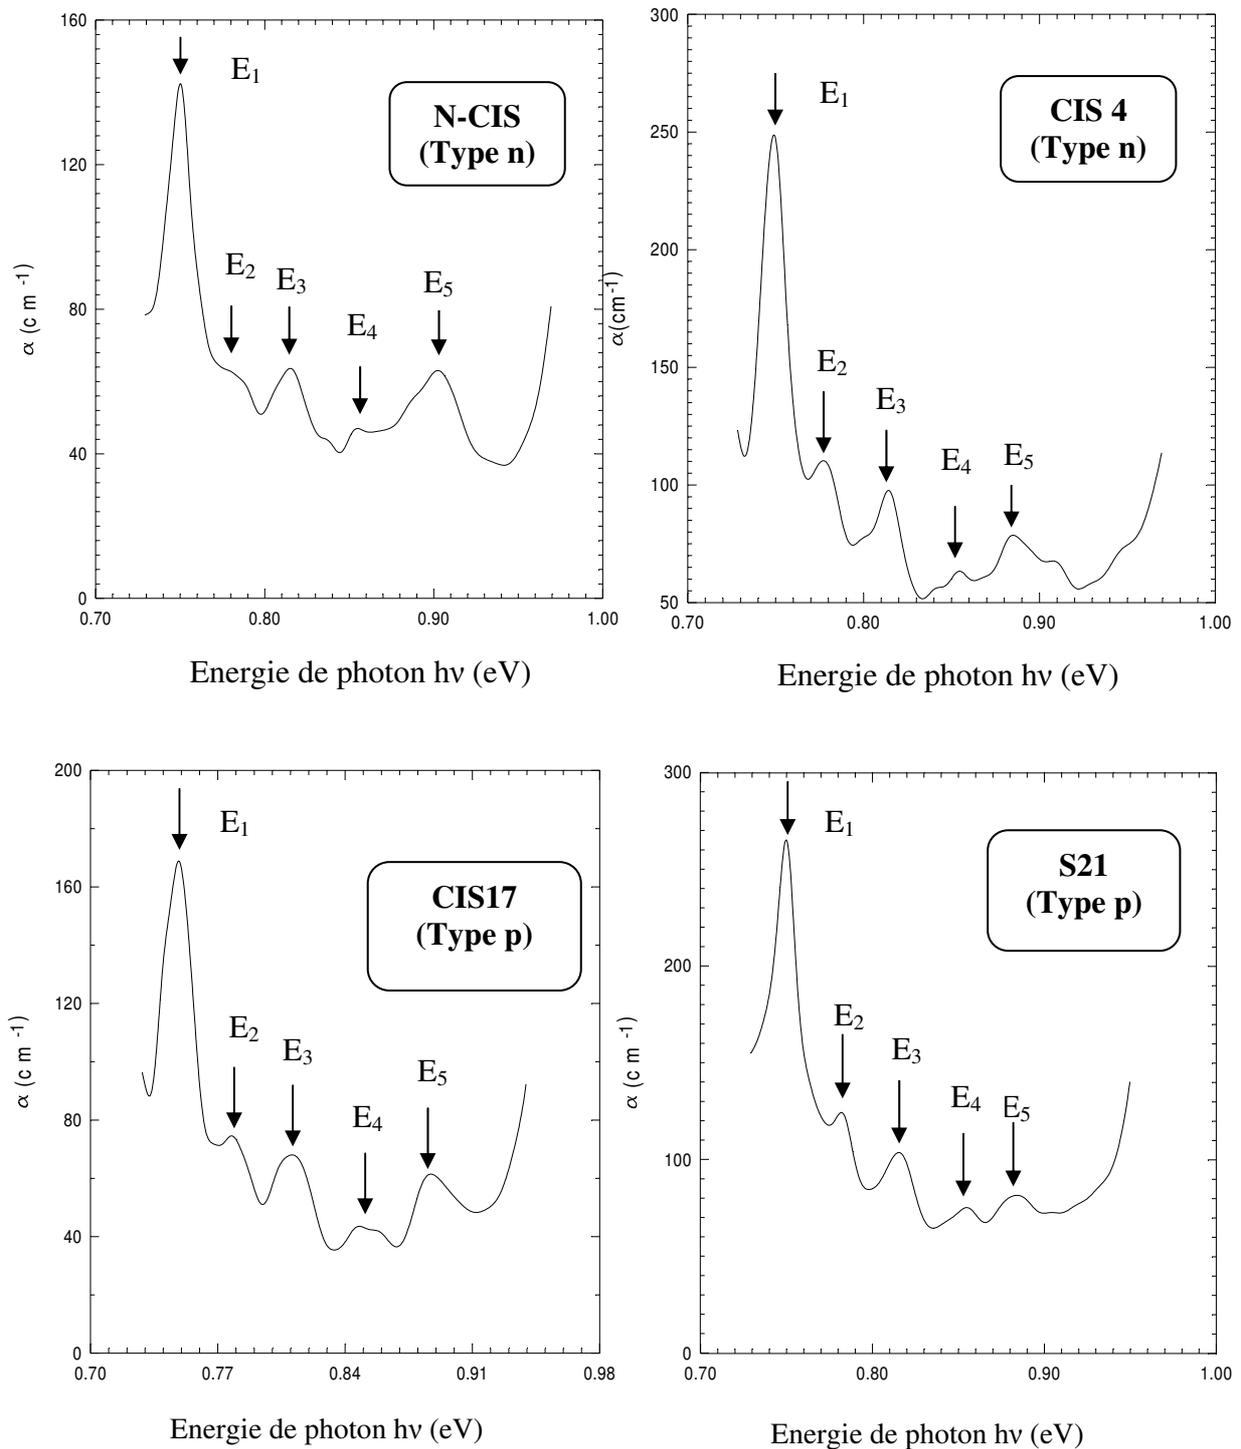 160
120
80
40
0
0.70 0.80 0.90 1.00
α (c m -1)
Energie de photon hν (eV)
N-CIS
(Type n)
E1
E2
E3
E4
E5
300
250
200
150
100
50
0.70 0.80 0.90 1.00
α(cm-1)
Energie de photon hν (eV)
CIS 4
(Type n)
E1
E2
E3
E4
E5
200
160
120
80
40
0
0.70 0.77 0.84 0.91 0.98
α (c m -1)
Energie de photon hν (eV)
CIS17
(Type p)
E1
E2
E3
E4
E5
300
200
100
0
0.70 0.80 0.90 1.00
α (c m -1)
Energie de photon hν (eV)
S21
(Type p)
E1
E2
E3
E4
E5